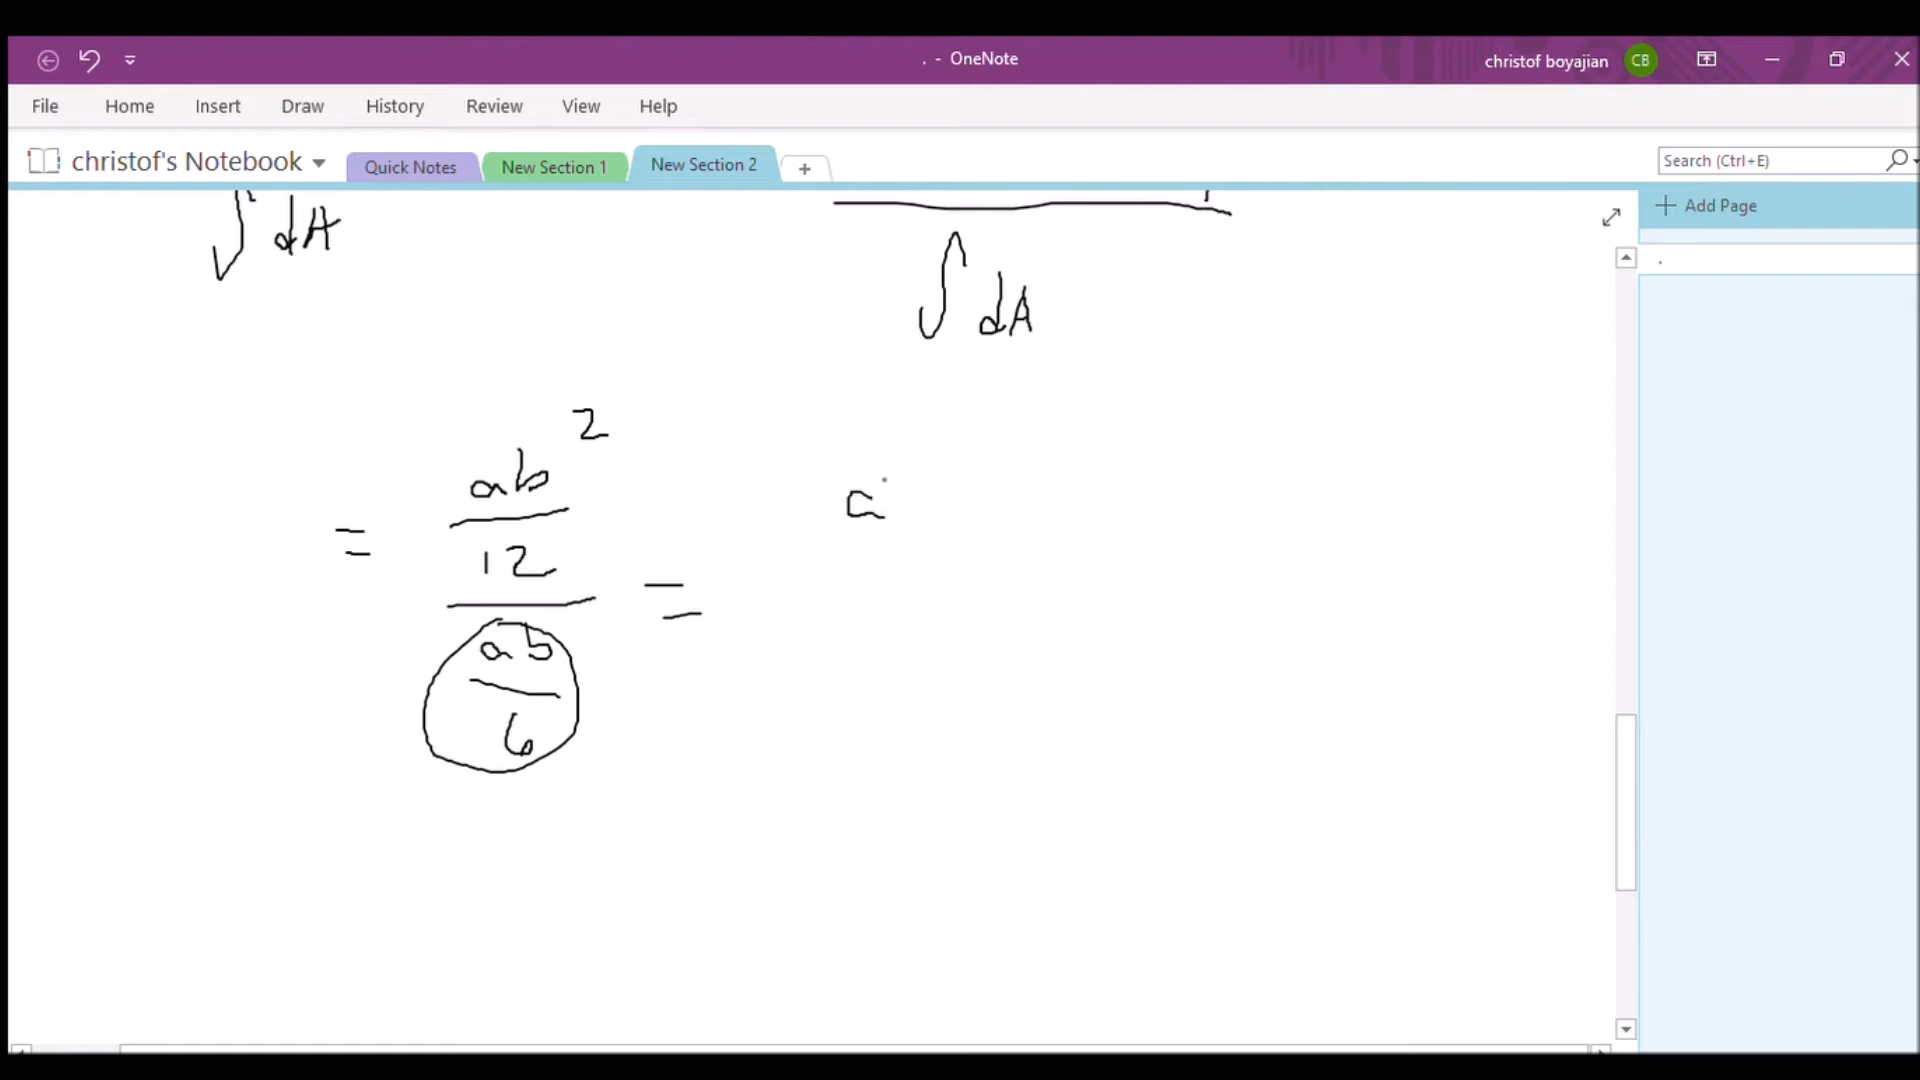 . - OneNote
christof boyajian CB
File Home Insert Draw History Review View Help
christof's Notebook Quick Notes New Section 1 New Section 2 +
Search (Ctrl+E)
+ Add Page
.
∫ dA
∫ dA
= ab² / 12 / ab / 6 = a